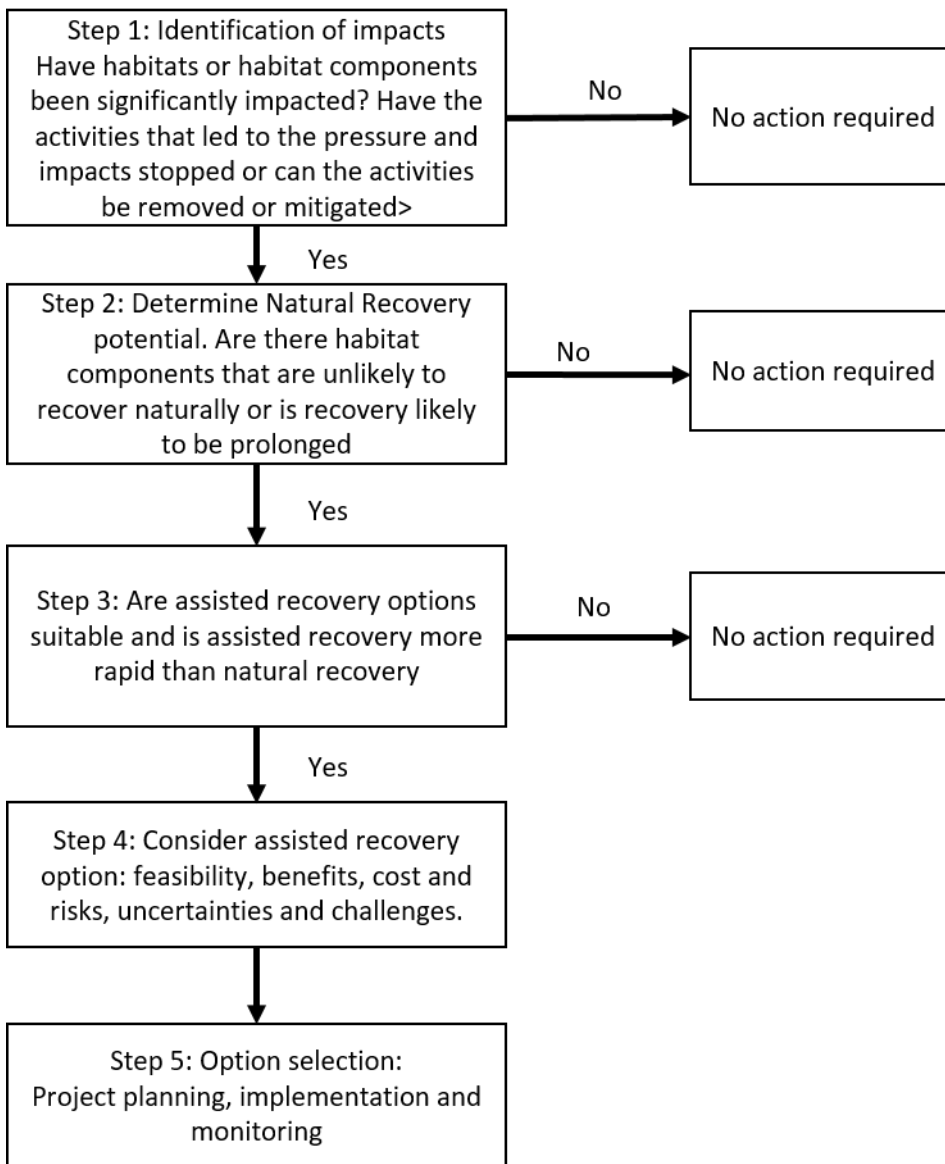 Step 1: Identification of impacts
Have habitats or habitat components
been significantly impacted? Have the
activities that led to the pressure and
impacts stopped or can the activities
be removed or mitigated>
No
No action required
Yes
Step 2: Determine Natural Recovery
potential. Are there habitat
components that are unlikely to
recover naturally or is recovery likely
to be prolonged
No
No action required
Yes
Step 3: Are assisted recovery options
suitable and is assisted recovery more
rapid than natural recovery
No
No action required
Yes
Step 4: Consider assisted recovery
option: feasibility, benefits, cost and
risks, uncertainties and challenges.
Step 5: Option selection:
Project planning, implementation and
monitoring